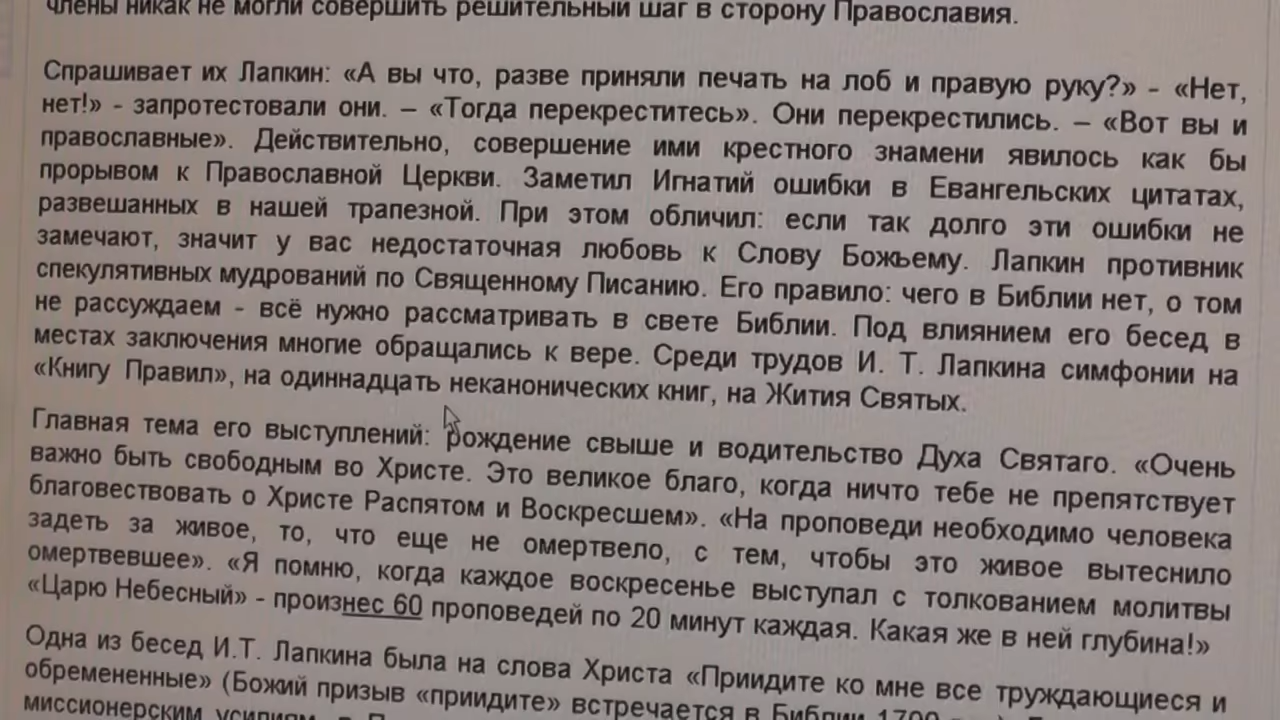 члены никак не могли совершить решительный шаг в сторону Православия.
Спрашивает их Лапкин: «А вы что, разве приняли печать на лоб и правую руку?» - «Нет,
нет!» - запротестовали они. – «Тогда перекреститесь». Они перекрестились. – «Вот вы и
православные». Действительно, совершение ими крестного знамени явилось как бы
прорывом к Православной Церкви. Заметил Игнатий ошибки в Евангельских цитатах,
развешанных в нашей трапезной. При этом обличил: если так долго эти ошибки не
замечают, значит у вас недостаточная любовь к Слову Божьему. Лапкин противник
спекулятивных мудрований по Священному Писанию. Его правило: чего в Библии нет, о том
не рассуждаем - всё нужно рассматривать в свете Библии. Под влиянием его бесед в
местах заключения многие обращались к вере. Среди трудов И. Т. Лапкина симфонии на
«Книгу Правил», на одиннадцать неканонических книг, на Жития Святых.
Главная тема его выступлений: рождение свыше и водительство Духа Святаго. «Очень
важно быть свободным во Христе. Это великое благо, когда ничто тебе не препятствует
благовествовать о Христе Распятом и Воскресшем». «На проповеди необходимо человека
задеть за живое, то, что еще не омертвело, с тем, чтобы это живое вытеснило
омертвевшее». «Я помню, когда каждое воскресенье выступал с толкованием молитвы
«Царю Небесный» - произнес 60 проповедей по 20 минут каждая. Какая же в ней глубина!»
Одна из бесед И.Т. Лапкина была на слова Христа «Приидите ко мне все труждающиеся и
обремененные» (Божий призыв «приидите» встречается в Библии 1700
миссионерским усилиям